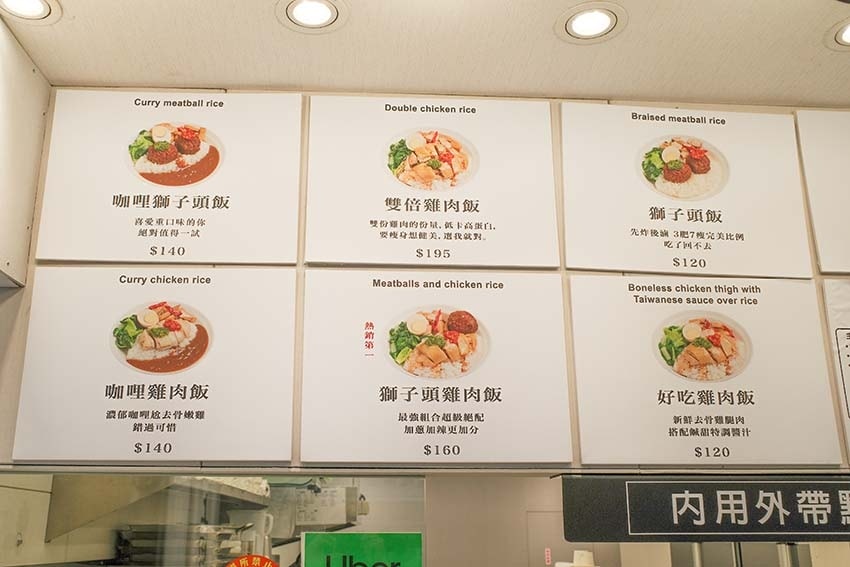 Curry meatball rice
咖哩獅子頭飯
喜愛重口味的你
絕對值得一試
$140
Double chicken rice
雙倍雞肉飯
雙份雞肉的份量,低卡高蛋白,
要瘦身想健美,選我就對。
$195
Braised meatball rice
獅子頭飯
先炸後滷 3肥7瘦完美比例
吃了回不去
$120
Curry chicken rice
咖哩雞肉飯
濃郁咖哩尬去骨嫩雞
錯過可惜
$140
Meatballs and chicken rice
熱銷第一
獅子頭雞肉飯
最強組合超級絕配
加蔥加辣更加分
$160
Boneless chicken thigh with
Taiwanese sauce over rice
好吃雞肉飯
新鮮去骨雞腿肉
搭配鹹甜特調醬汁
$120
內用外帶點
Uber
所禁止